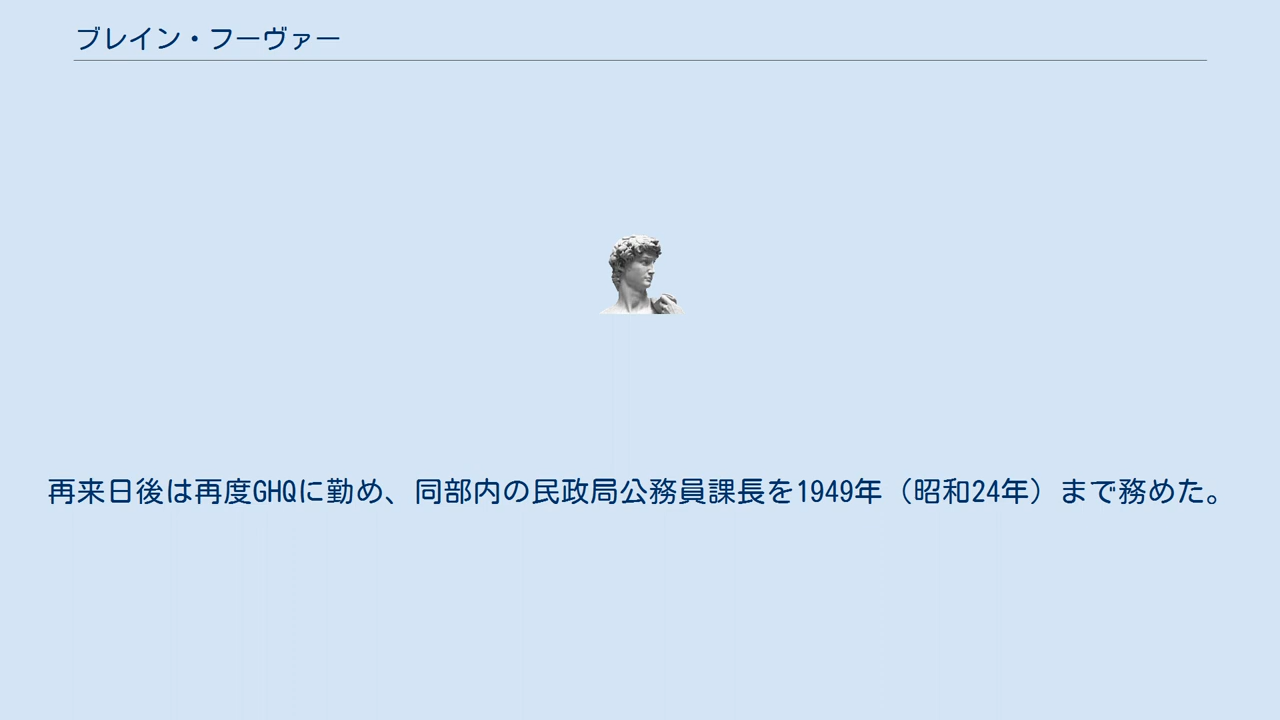 ブレイン・フーヴァー
再来日後は再度GHQに勤め、同部内の民政局公務員課長を1949年（昭和24年）まで務めた。